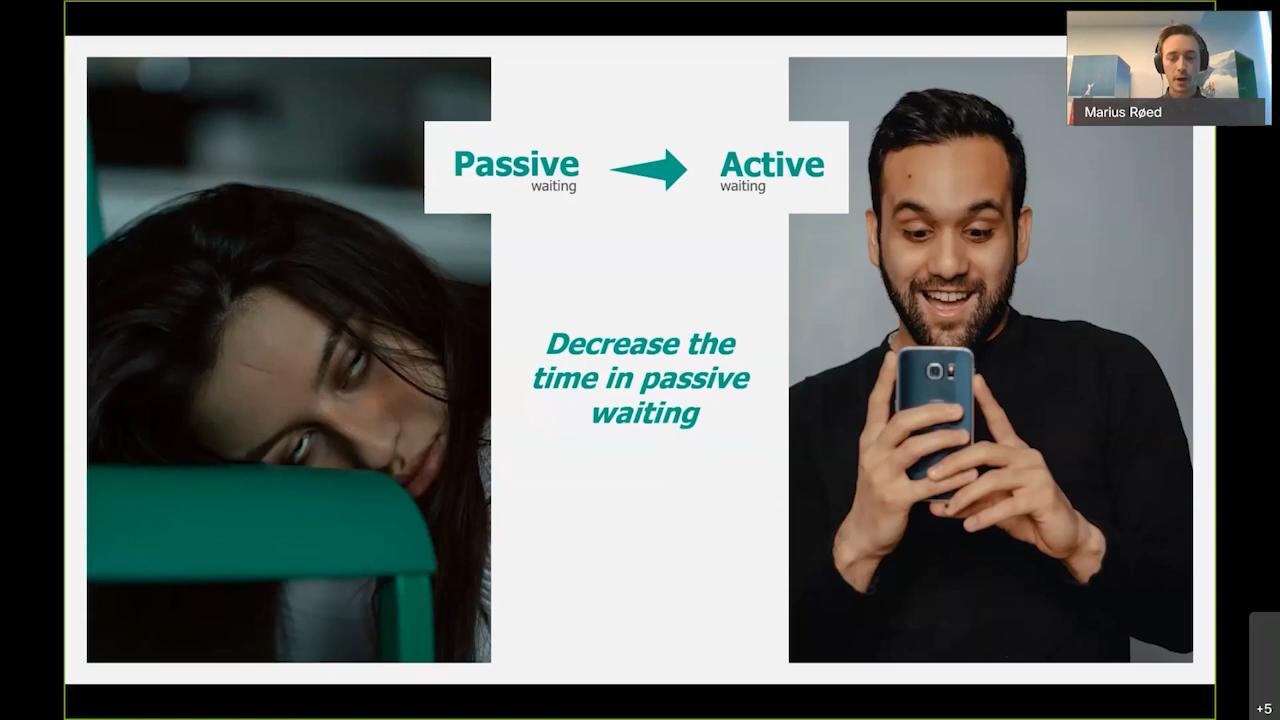 Passive
waiting
Active
waiting
Decrease the
time in passive
waiting
Marius Røed
+5